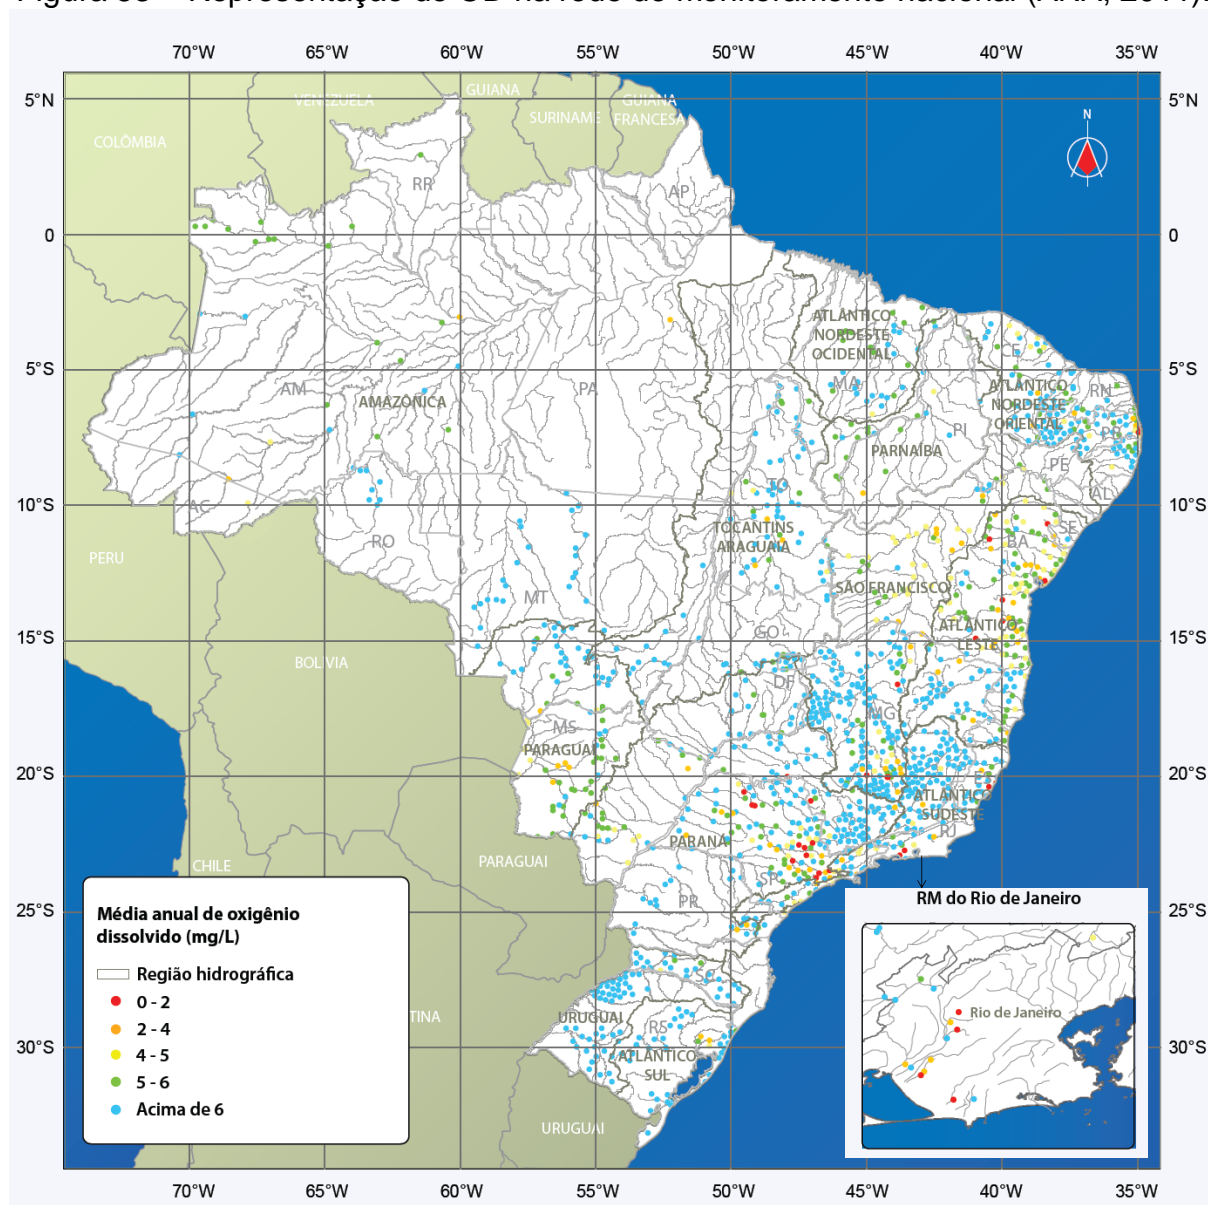 70°W 65°W 60°W 55°W 50°W 45°W 40°W 35°W
5°N
0
5°S
10°S
15°S
20°S
25°S
30°S
5°N
0
5°S
10°S
15°S
20°S
25°S
30°S
N
VENEZUELA
GUIANA
SURINAME
GUIANA
FRANCESA
COLÔMBIA
RR
AP
ATLÂNTICO
NORDESTE
OCIDENTAL
CE
AM
AMAZÔNICA
PA
MA
ATLÂNTICO
NORDESTE
ORIENTAL
RN
PB
PI
PARNAÍBA
PE
AL
TO
AC
SE
BA
TOCANTINS
ARAGUAIA
PERU
RO
MT
SÃO FRANCISCO
ATLÂNTICO
LESTE
GO
BOLIVIA
DF
MG
MS
PARAGUAI
ES
ATLÂNTICO
SUDESTE
RJ
PARANÁ
PARAGUAI
CHILE
SP
PR
SC
URUGUAI
RS
ATLÂNTICO
SUL
TINA
URUGUAI
Média anual de oxigênio
dissolvido (mg/L)
Região hidrográfica
0 - 2
2 - 4
4 - 5
5 - 6
Acima de 6
RM do Rio de Janeiro
Rio de Janeiro
70°W 65°W 60°W 55°W 50°W 45°W 40°W 35°W